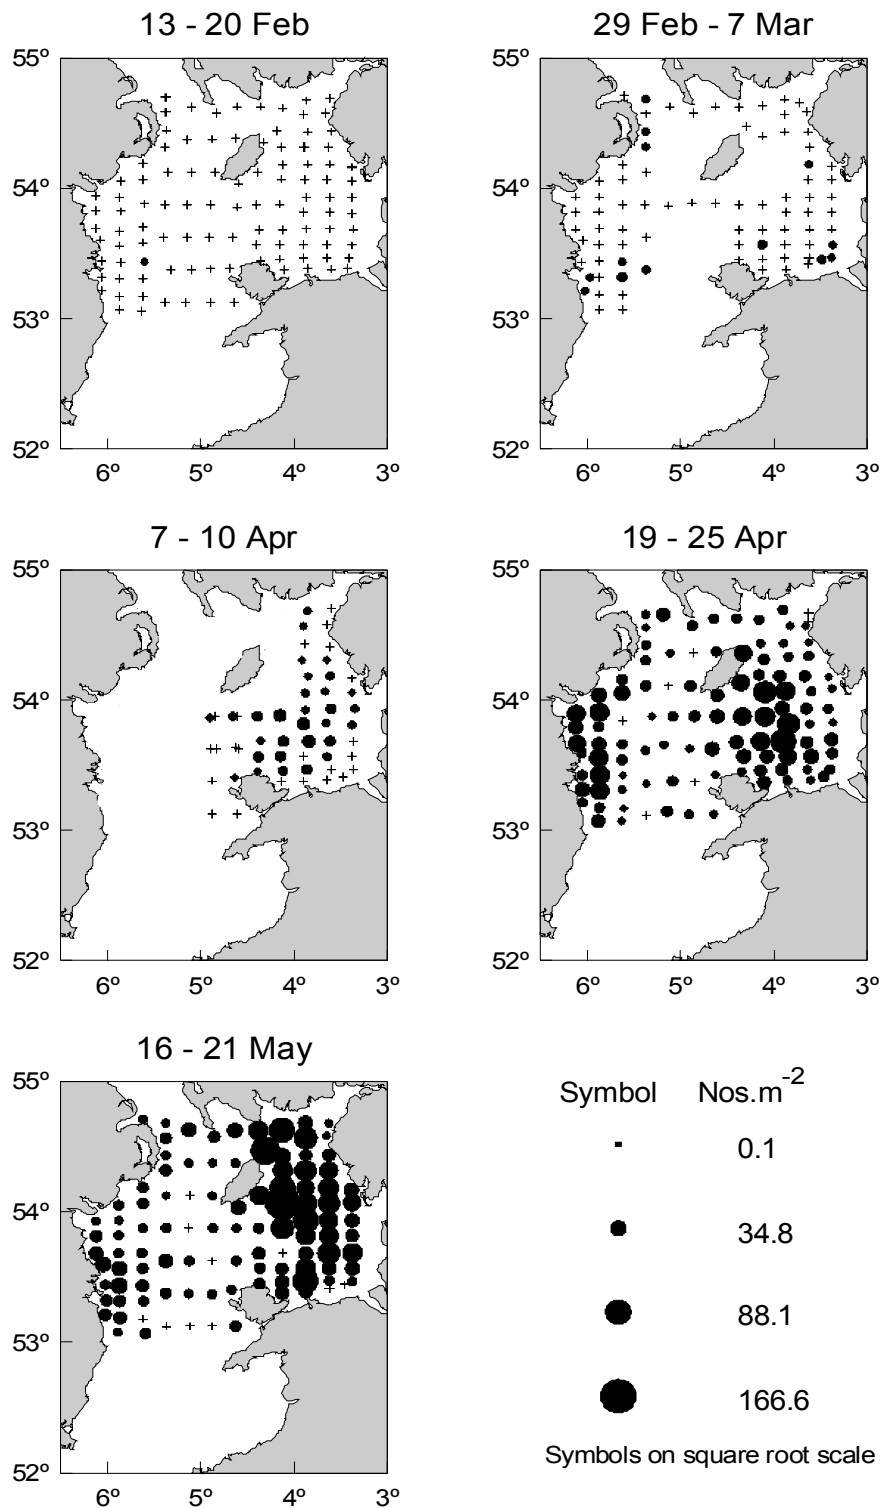 13 - 20 Feb
29 Feb - 7 Mar
55º
54º
53º
52º
6º 5º 4º 3º
55º
54º
53º
52º
6º 5º 4º 3º
7 - 10 Apr
19 - 25 Apr
55º
54º
53º
52º
6º 5º 4º 3º
55º
54º
53º
52º
6º 5º 4º 3º
16 - 21 May
55º
54º
53º
52º
6º 5º 4º 3º
Symbol Nos.m-2
0.1
34.8
88.1
166.6
Symbols on square root scale